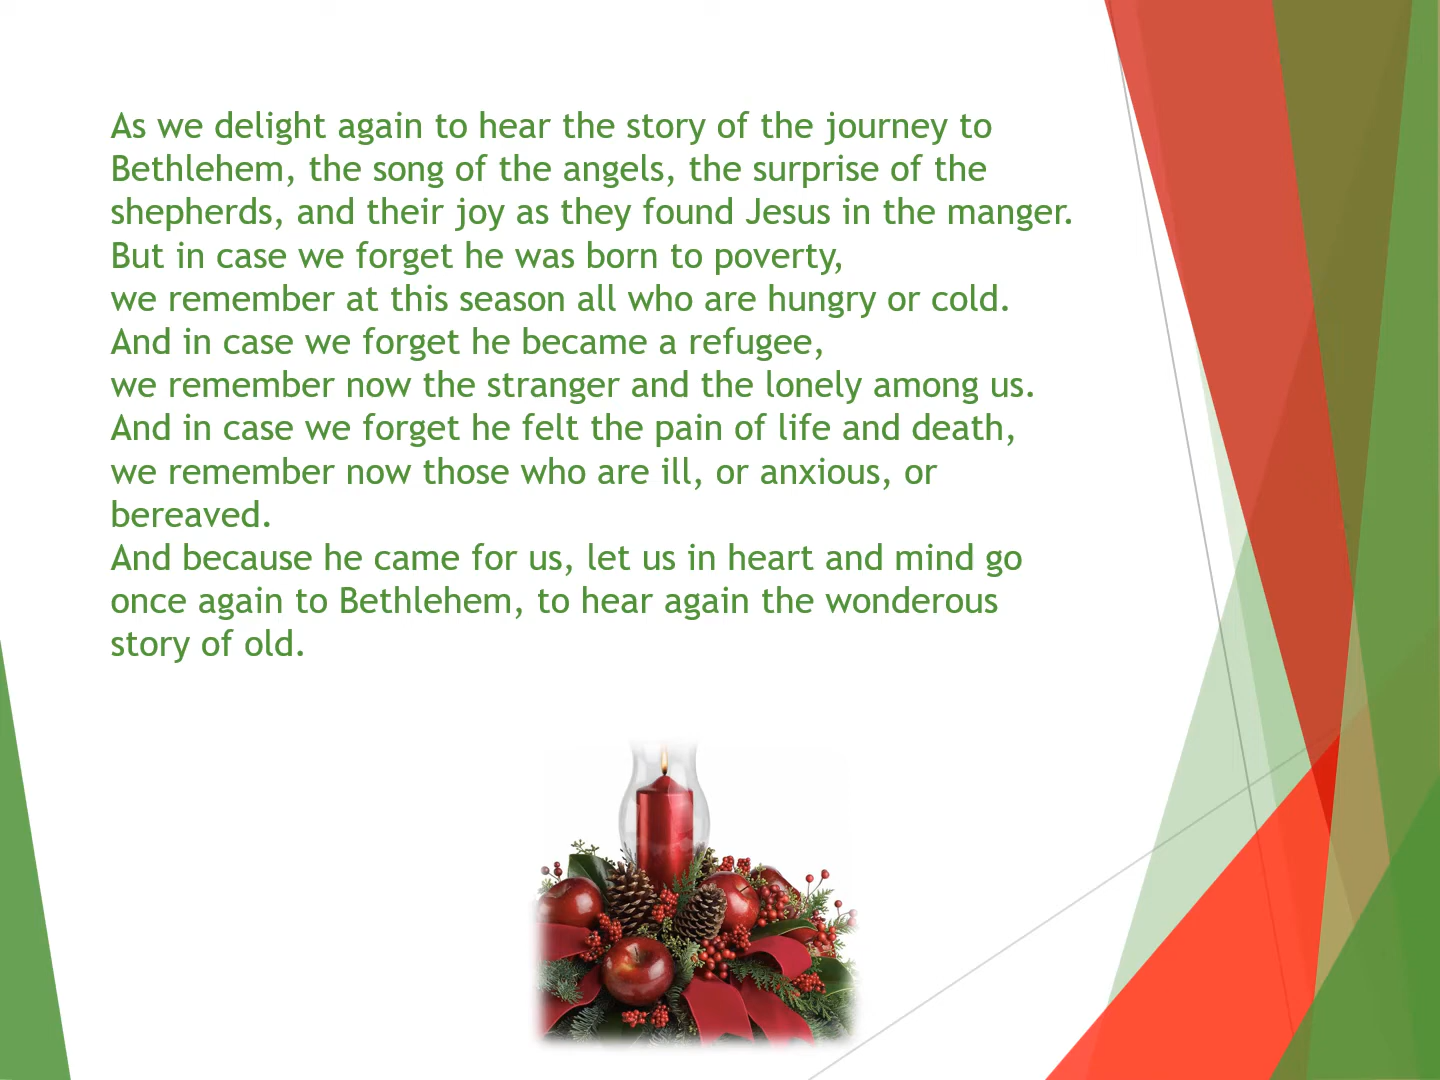 As we delight again to hear the story of the journey to
Bethlehem, the song of the angels, the surprise of the
shepherds, and their joy as they found Jesus in the manger.
But in case we forget he was born to poverty,
we remember at this season all who are hungry or cold.
And in case we forget he became a refugee,
we remember now the stranger and the lonely among us.
And in case we forget he felt the pain of life and death,
we remember now those who are ill, or anxious, or
bereaved.
And because he came for us, let us in heart and mind go
once again to Bethlehem, to hear again the wonderous
story of old.